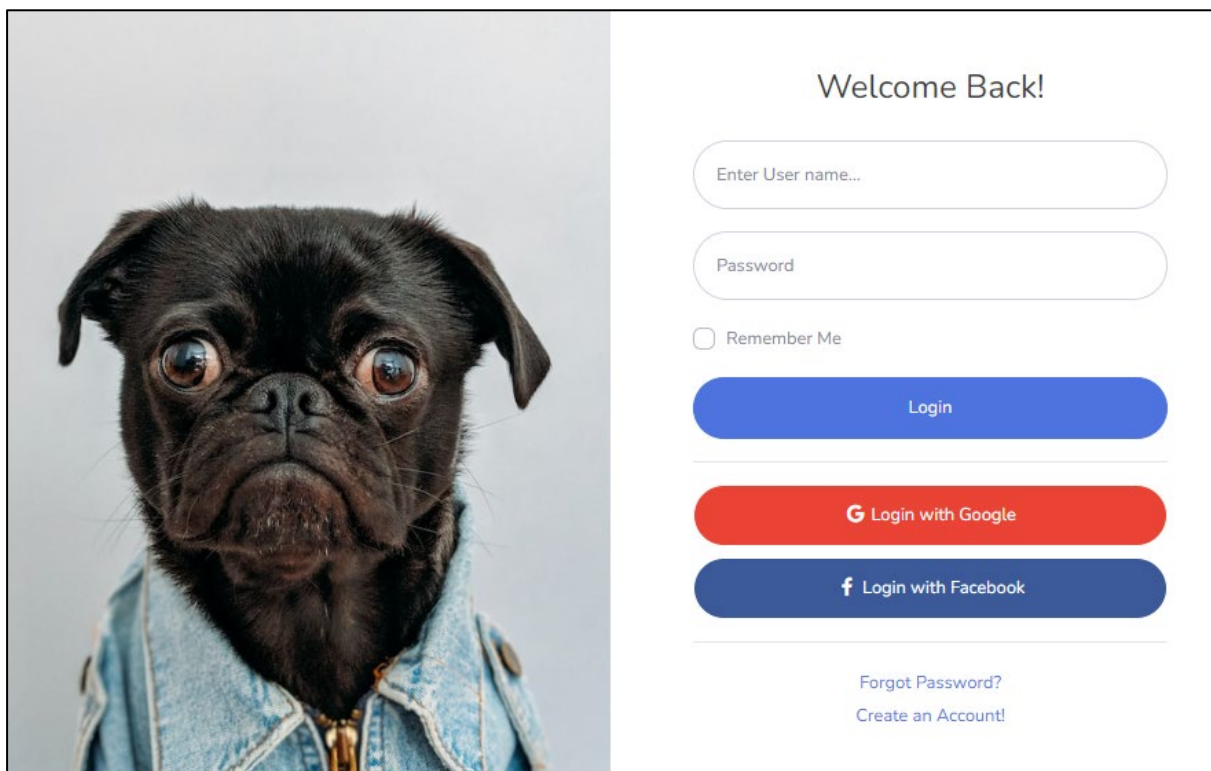 Welcome Back!
Enter User name...
Password
Remember Me
Login
Login with Google
Login with Facebook
Forgot Password?
Create an Account!